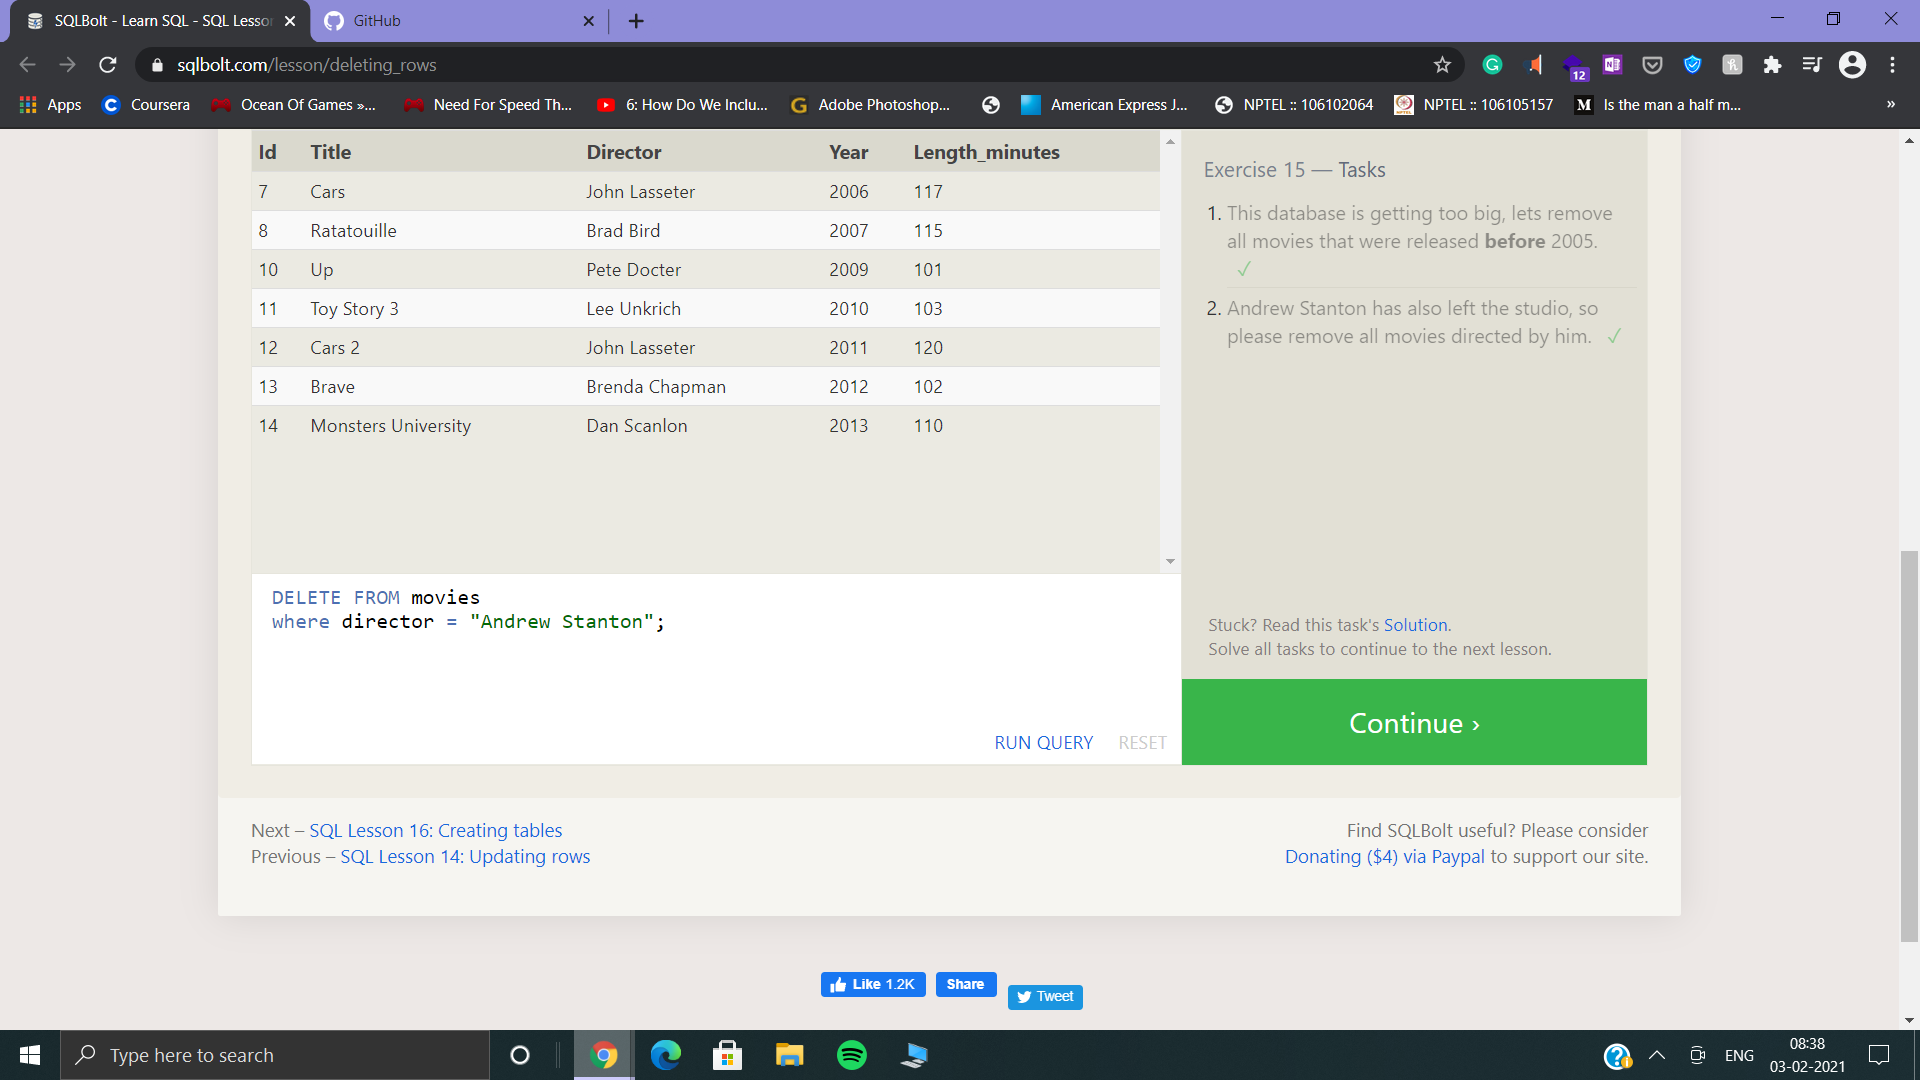 SQLBolt - Learn SQL - SQL Lesso
GitHub
sqlbolt.com/lesson/deleting_rows
12
Apps
Coursera
Ocean Of Games »...
Need For Speed Th...
6: How Do We Inclu...
Adobe Photoshop...
American Express J...
NPTEL :: 106102064
NPTEL :: 106105157
Is the man a half m...
»
Id Title Director Year Length_minutes
7 Cars John Lasseter 2006 117
8 Ratatouille Brad Bird 2007 115
10 Up Pete Docter 2009 101
11 Toy Story 3 Lee Unkrich 2010 103
12 Cars 2 John Lasseter 2011 120
13 Brave Brenda Chapman 2012 102
14 Monsters University Dan Scanlon 2013 110
DELETE FROM movies
where director = "Andrew Stanton";
RUN QUERY RESET
Exercise 15 — Tasks
1. This database is getting too big, lets remove
all movies that were released before 2005.
✓
2. Andrew Stanton has also left the studio, so
please remove all movies directed by him. ✓
Stuck? Read this task's Solution.
Solve all tasks to continue to the next lesson.
Continue ›
Next – SQL Lesson 16: Creating tables
Previous – SQL Lesson 14: Updating rows
Find SQLBolt useful? Please consider
Donating ($4) via Paypal to support our site.
Like 1.2K
Share
Tweet
Type here to search
ENG
08:38
03-02-2021